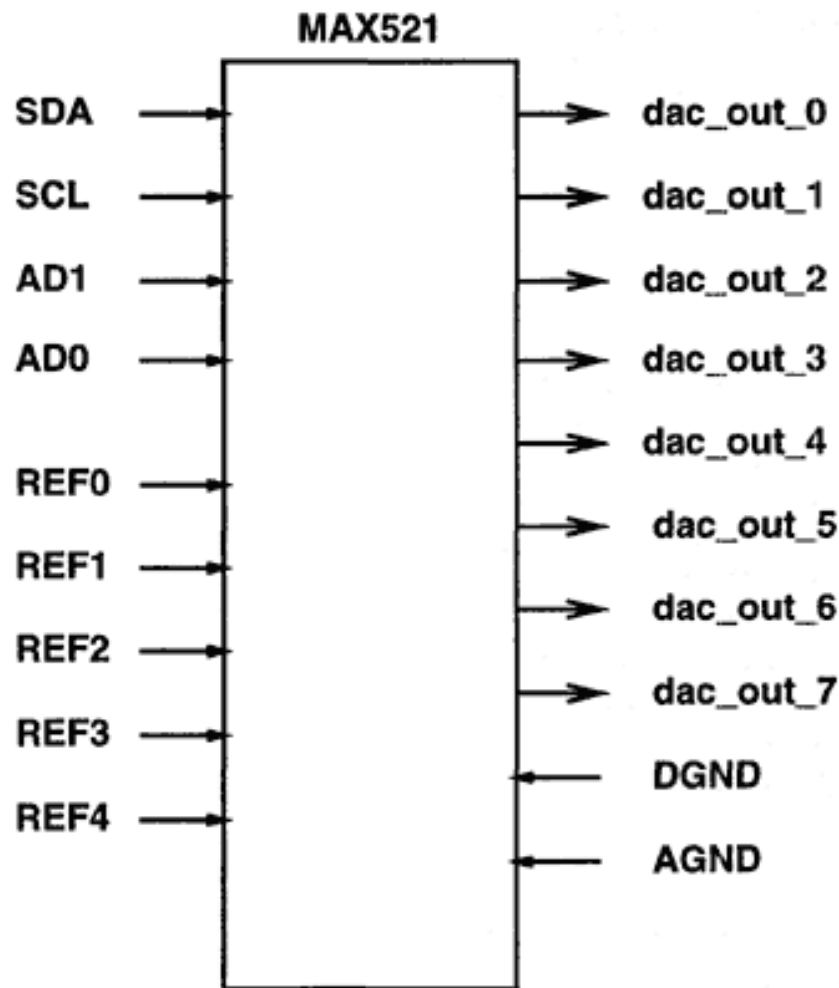 MAX521
SDA
SCL
AD1
AD0
REF0
REF1
REF2
REF3
REF4
dac_out_0
dac_out_1
dac_out_2
dac_out_3
dac_out_4
dac_out_5
dac_out_6
dac_out_7
DGND
AGND